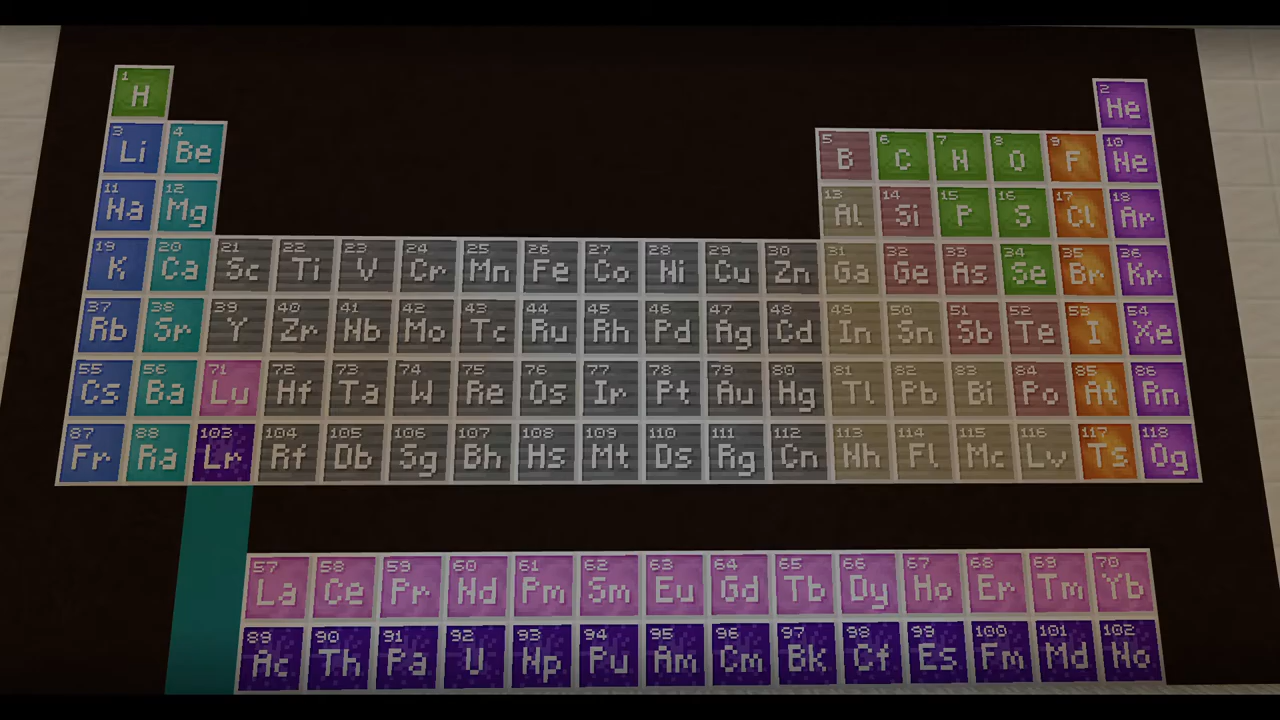 1 H 2 He
3 Li 4 Be 5 B 6 C 7 N 8 O 9 F 10 Ne
11 Na 12 Mg 13 Al 14 Si 15 P 16 S 17 Cl 18 Ar
19 K 20 Ca 21 Sc 22 Ti 23 V 24 Cr 25 Mn 26 Fe 27 Co 28 Ni 29 Cu 30 Zn 31 Ga 32 Ge 33 As 34 Se 35 Br 36 Kr
37 Rb 38 Sr 39 Y 40 Zr 41 Nb 42 Mo 43 Tc 44 Ru 45 Rh 46 Pd 47 Ag 48 Cd 49 In 50 Sn 51 Sb 52 Te 53 I 54 Xe
55 Cs 56 Ba 71 Lu 72 Hf 73 Ta 74 W 75 Re 76 Os 77 Ir 78 Pt 79 Au 80 Hg 81 Tl 82 Pb 83 Bi 84 Po 85 At 86 Rn
87 Fr 88 Ra 103 Lr 104 Rf 105 Db 106 Sg 107 Bh 108 Hs 109 Mt 110 Ds 111 Rg 112 Cn 113 Nh 114 Fl 115 Mc 116 Lv 117 Ts 118 Og
57 La 58 Ce 59 Pr 60 Nd 61 Pm 62 Sm 63 Eu 64 Gd 65 Tb 66 Dy 67 Ho 68 Er 69 Tm 70 Yb
89 Ac 90 Th 91 Pa 92 U 93 Np 94 Pu 95 Am 96 Cm 97 Bk 98 Cf 99 Es 100 Fm 101 Md 102 No